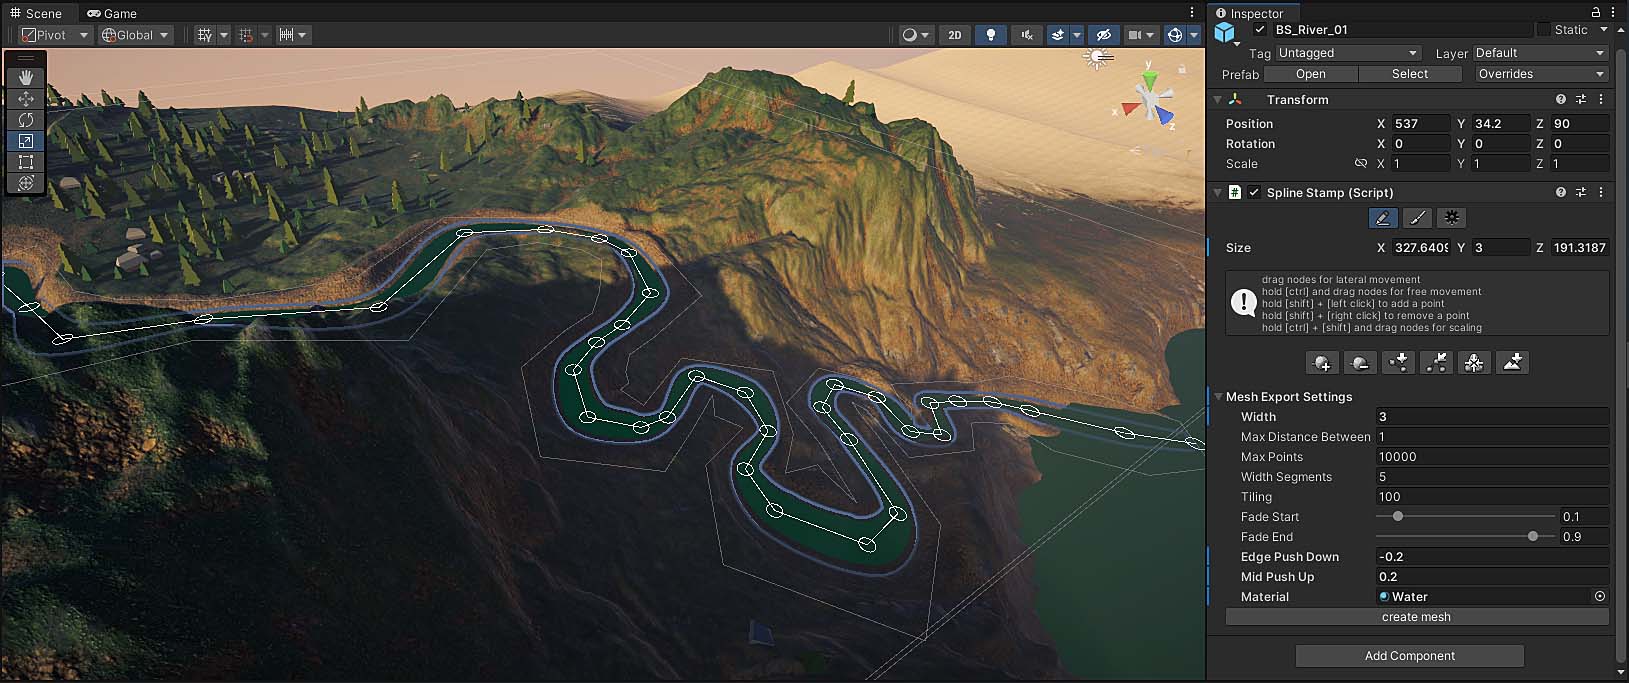 Scene Game
Pivot Global 2D
y
x
z
Inspector
BS_River_01 Static
Tag Untagged Layer Default
Prefab Open Select Overrides
Transform
Position X 537 Y 34.2 Z 90
Rotation X 0 Y 0 Z 0
Scale X 1 Y 1 Z 1
# Spline Stamp (Script)
Size X 327.6409 Y 3 Z 191.3187
drag nodes for lateral movement
hold [ctrl] and drag nodes for free movement
hold [shift] + [left click] to add a point
hold [shift] + [right click] to remove a point
hold [ctrl] + [shift] and drag nodes for scaling
Mesh Export Settings
Width 3
Max Distance Between 1
Max Points 10000
Width Segments 5
Tiling 100
Fade Start 0.1
Fade End 0.9
Edge Push Down -0.2
Mid Push Up 0.2
Material Water
create mesh
Add Component